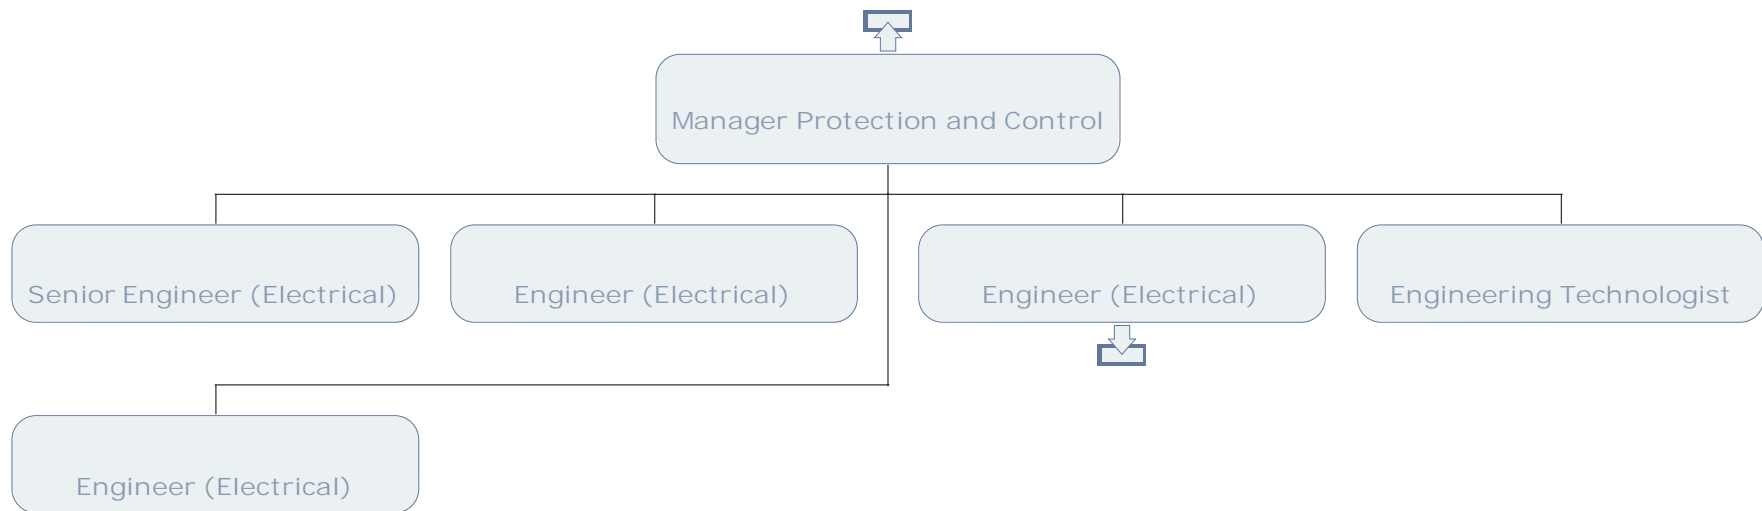 Manager Protection and Control
Senior Engineer (Electrical)
Engineer (Electrical)
Engineer (Electrical)
Engineering Technologist
Engineer (Electrical)